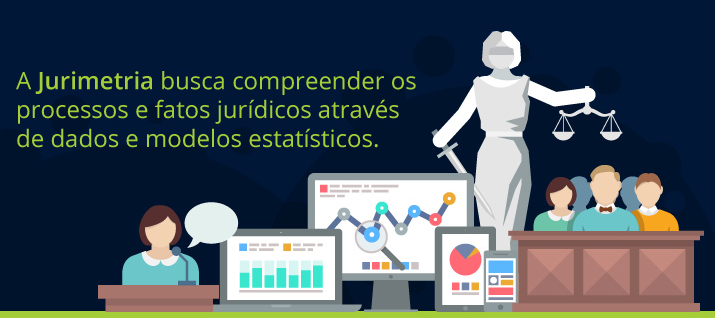 A Jurimetria busca compreender os
processos e fatos jurídicos através
de dados e modelos estatísticos.